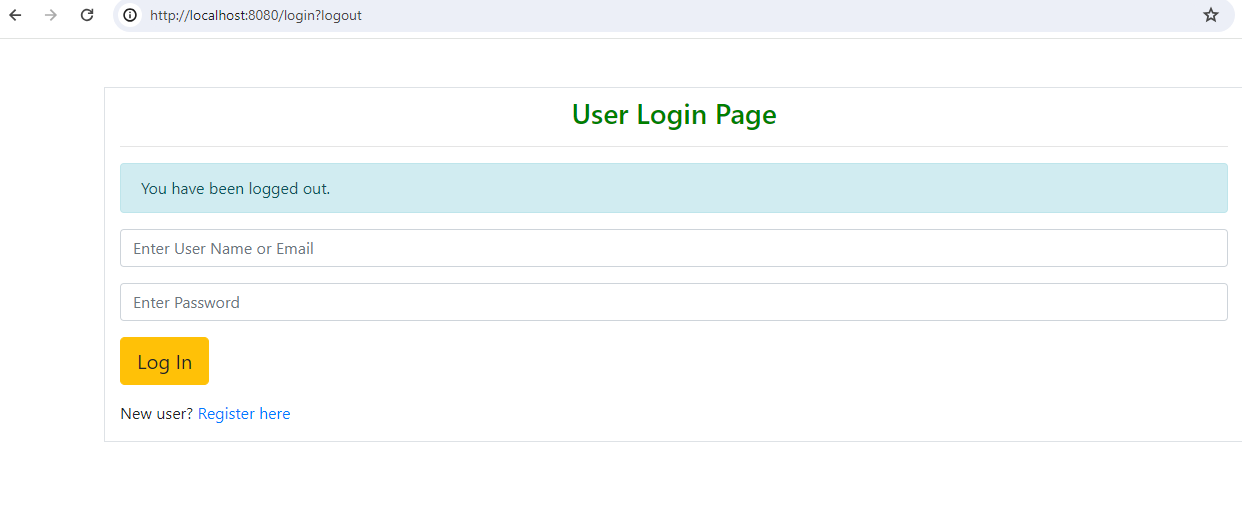 http://localhost:8080/login?logout
User Login Page
You have been logged out.
Enter User Name or Email
Enter Password
Log In
New user? Register here